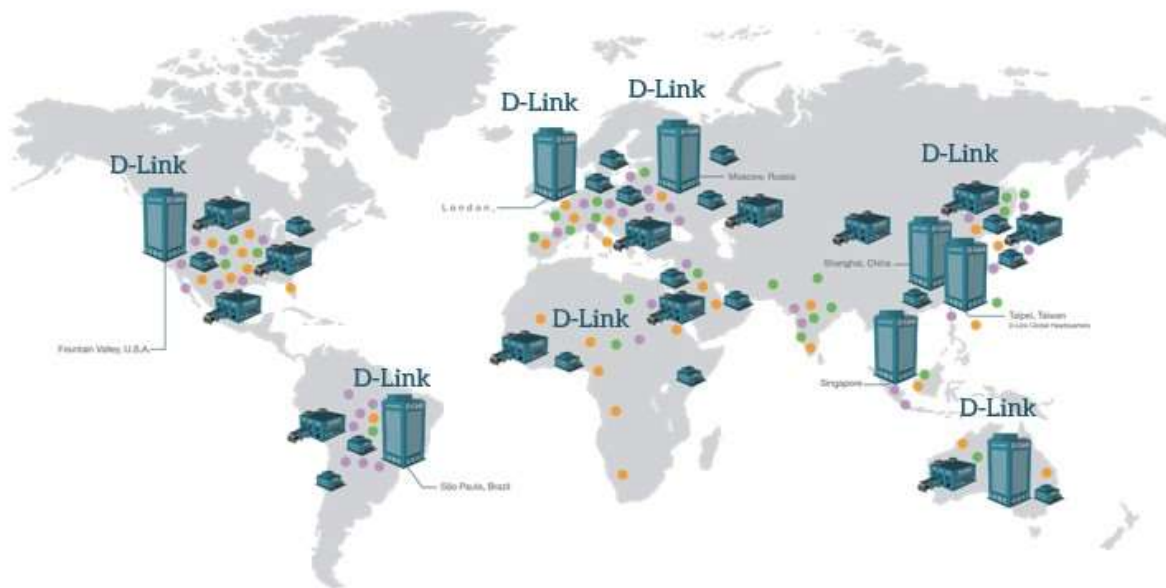 D-Link
D-Link
D-Link
D-Link
Moscow, Russia
London,
Shanghai, China
Taipei, Taiwan
D-Link Global Headquarters
D-Link
Fountain Valley, U.S.A.
D-Link
Singapore
D-Link
São Paulo, Brazil